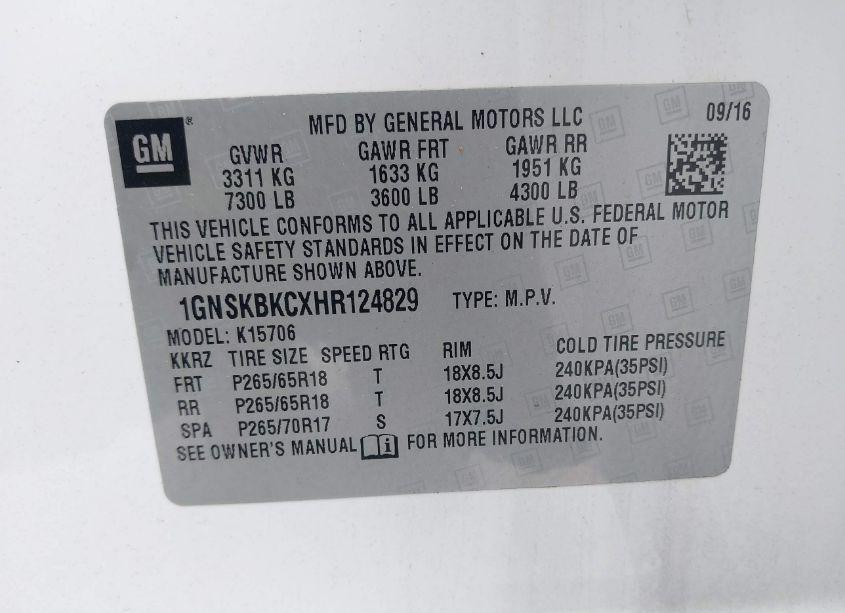 GM ®
MFD BY GENERAL MOTORS LLC 09/16
GVWR GAWR FRT GAWR RR
3311 KG 1633 KG 1951 KG
7300 LB 3600 LB 4300 LB
THIS VEHICLE CONFORMS TO ALL APPLICABLE U.S. FEDERAL MOTOR
VEHICLE SAFETY STANDARDS IN EFFECT ON THE DATE OF
MANUFACTURE SHOWN ABOVE.
1GNSKBKCXHR124829 TYPE: M.P.V.
MODEL: K15706
KKRZ TIRE SIZE SPEED RTG RIM COLD TIRE PRESSURE
FRT P265/65R18 T 18X8.5J 240KPA(35PSI)
RR P265/65R18 T 18X8.5J 240KPA(35PSI)
SPA P265/70R17 S 17X7.5J 240KPA(35PSI)
SEE OWNER'S MANUAL i FOR MORE INFORMATION.